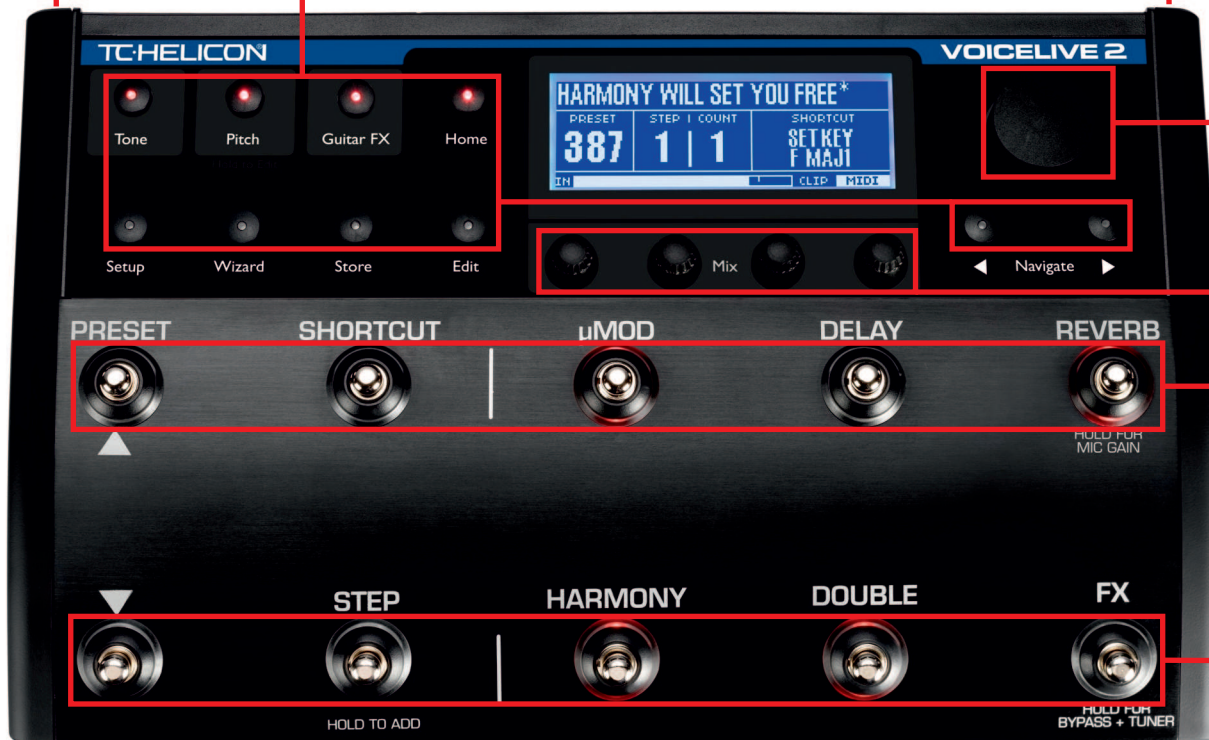 TC·HELICON®
VOICELIVE 2
HARMONY WILL SET YOU FREE*
PRESET STEP | COUNT SHORTCUT
387 1 | 1 SET KEY
F MAJ1
IN CLIP MIDI
Tone Pitch Guitar FX Home
Setup Wizard Store Edit
Mix
◀ Navigate ▶
PRESET SHORTCUT µMOD DELAY REVERB
HOLD FOR
MIC GAIN
STEP HARMONY DOUBLE FX
HOLD TO ADD
HOLD FOR
BYPASS + TUNER